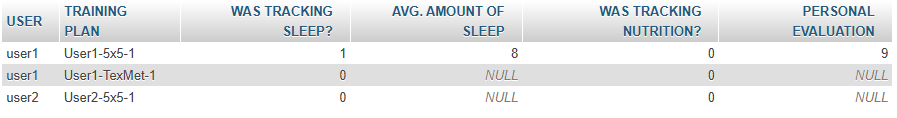 USER TRAINING PLAN WAS TRACKING SLEEP? AVG. AMOUNT OF SLEEP WAS TRACKING NUTRITION? PERSONAL EVALUATION
user1 User1-5x5-1 1 8 0 9
user1 User1-TexMet-1 0 NULL 0 NULL
user2 User2-5x5-1 0 NULL 0 NULL